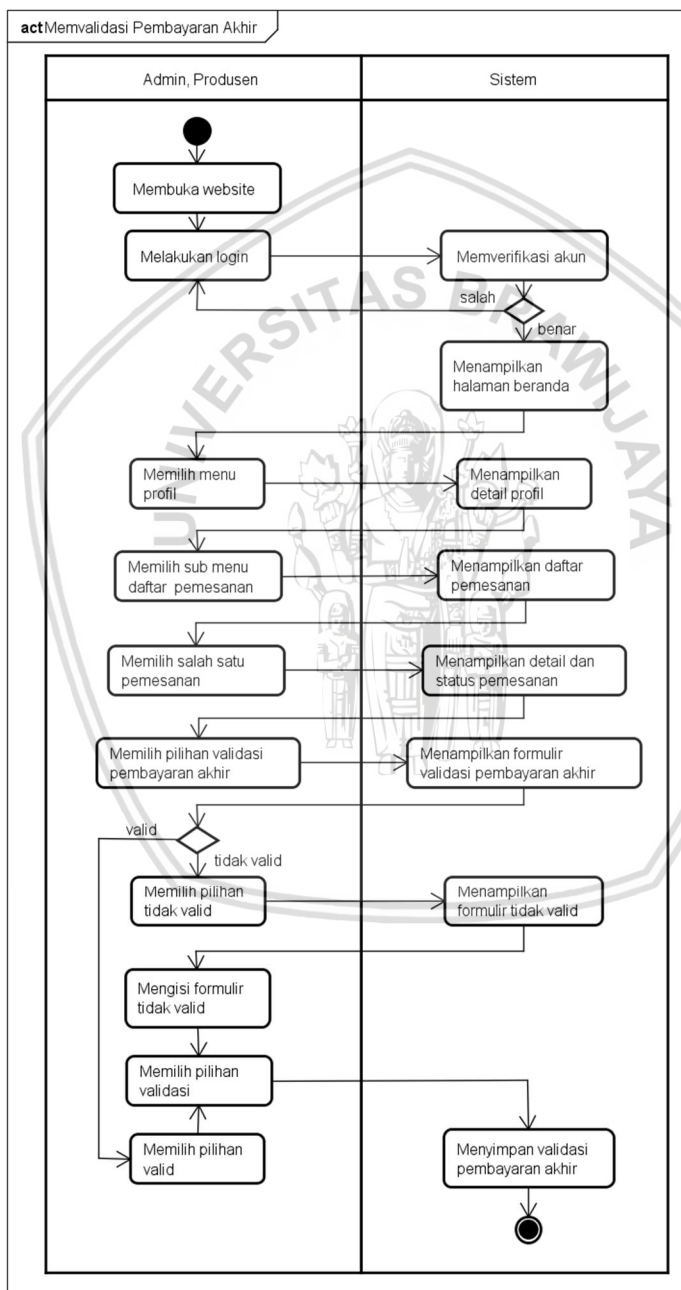 act Memvalidasi Pembayaran Akhir
Admin, Produsen
Sistem
Membuka website
Melakukan login
Memverifikasi akun
salah
benar
Menampilkan
halaman beranda
Memilih menu
profil
Menampilkan
detail profil
Memilih sub menu
daftar pemesanan
Menampilkan daftar
pemesanan
Memilih salah satu
pemesanan
Menampilkan detail dan
status pemesanan
Memilih pilihan validasi
pembayaran akhir
Menampilkan formulir
validasi pembayaran akhir
valid
tidak valid
Memilih pilihan
tidak valid
Menampilkan
formulir tidak valid
Mengisi formulir
tidak valid
Memilih pilihan
validasi
Memilih pilihan
valid
Menyimpan validasi
pembayaran akhir
UNIVERSITAS BRAWIJAYA